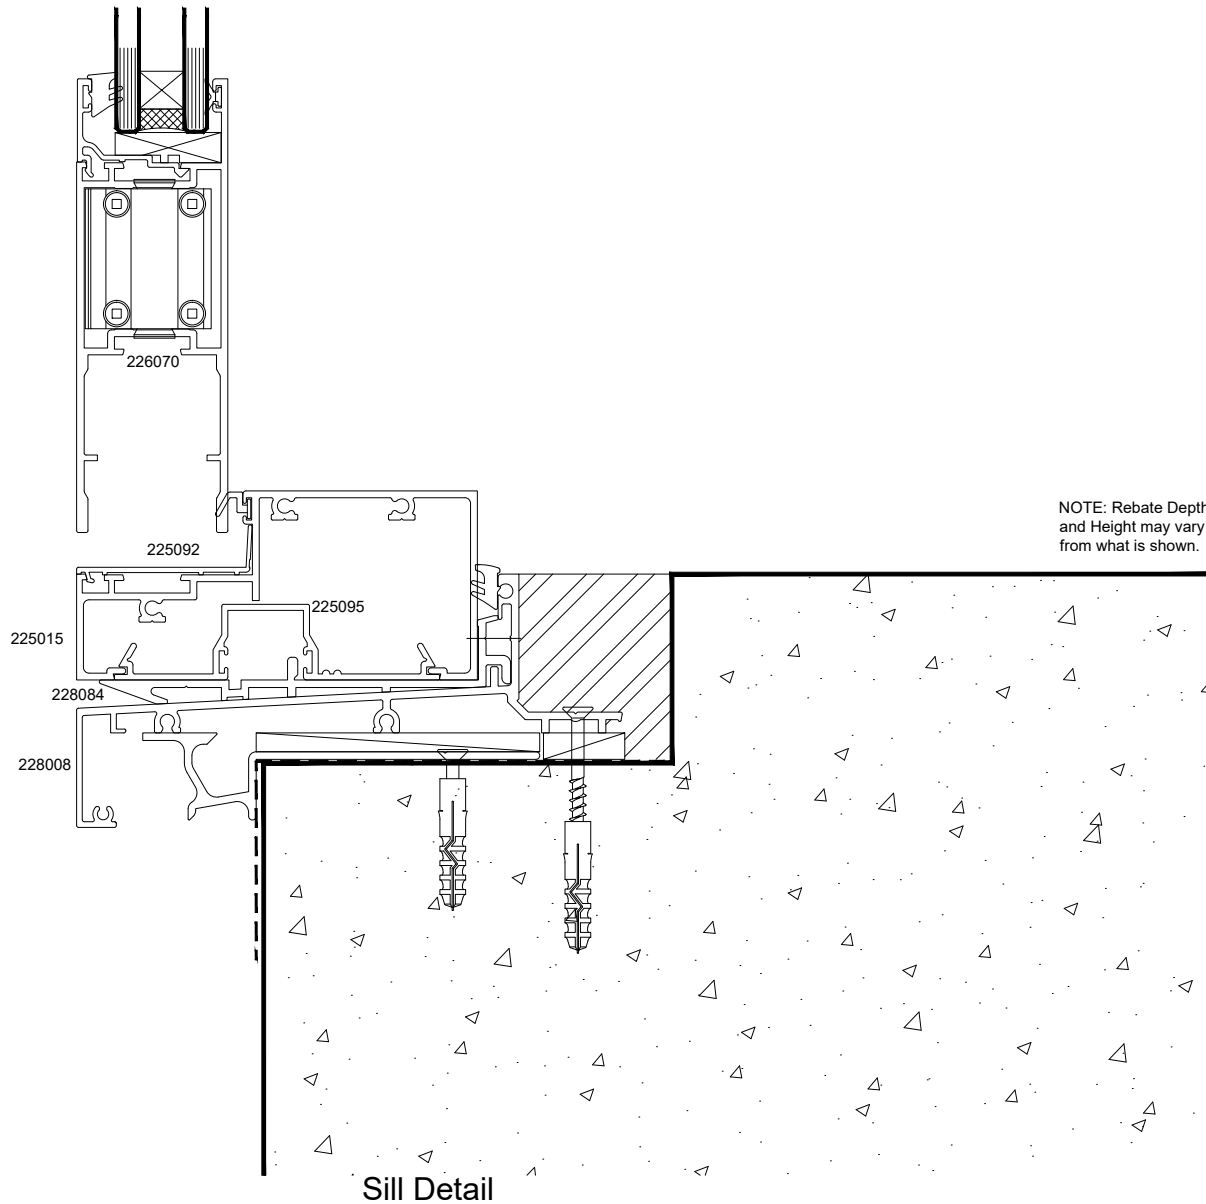 226070
NOTE: Rebate Depth
and Height may vary
from what is shown.
225092
225095
225015
228084
228008
Sill Detail